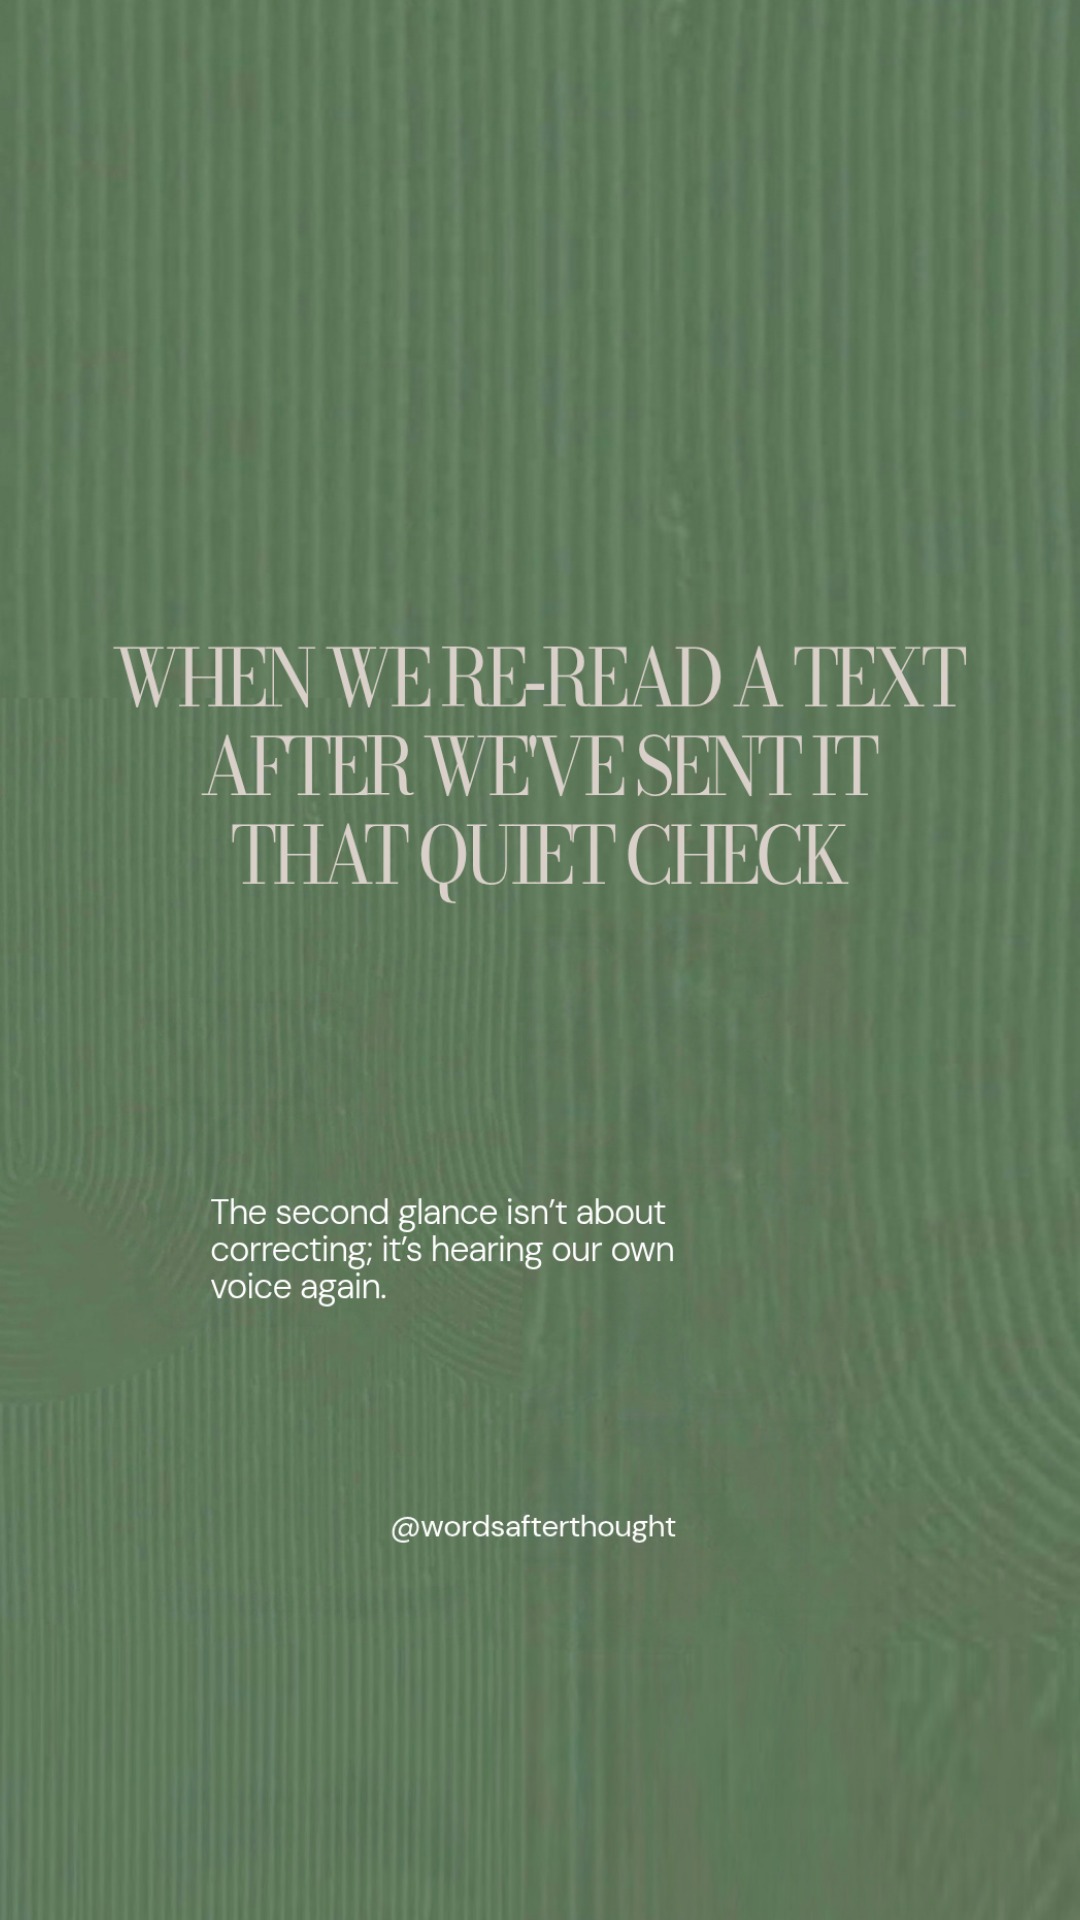 WHEN WE RE-READ A TEXT
AFTER WE'VE SENT IT
THAT QUIET CHECK
The second glance isn’t about
correcting; it’s hearing our own
voice again.
@wordsafterthought